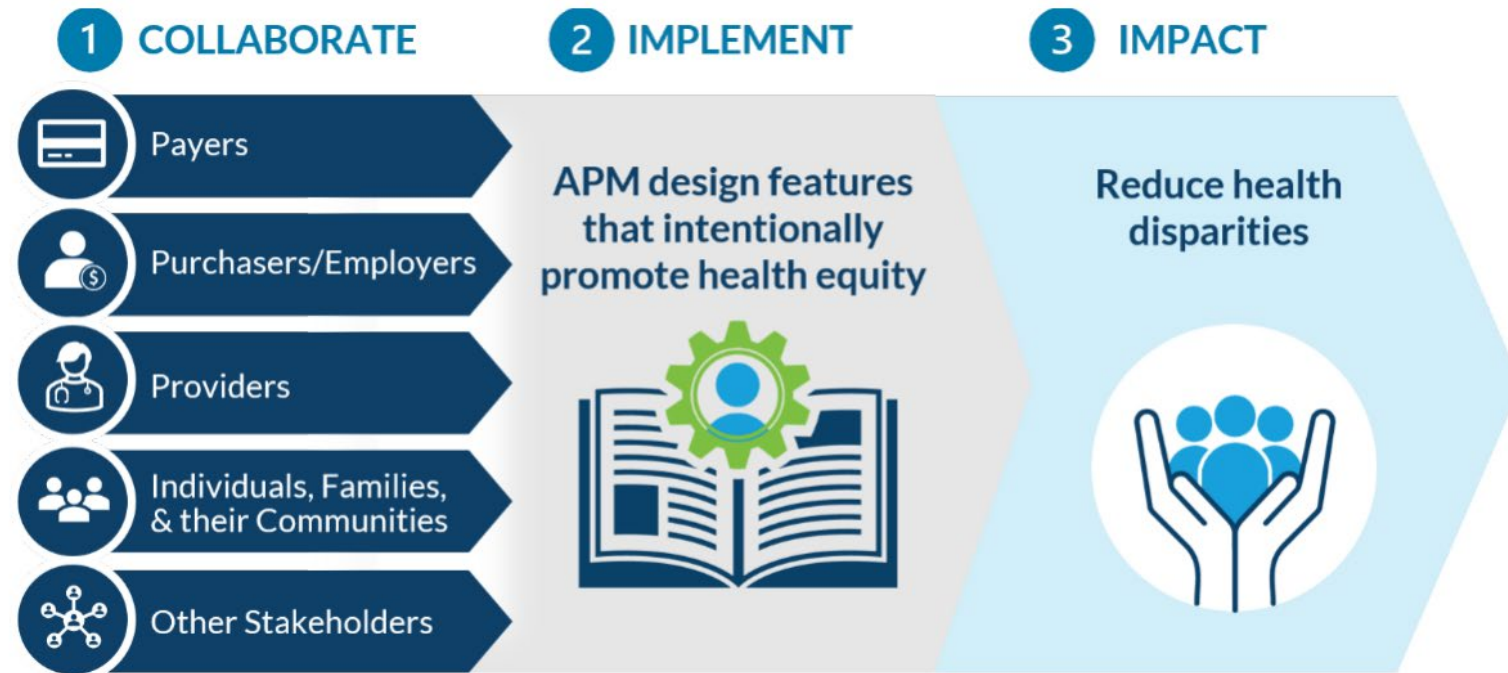 1 COLLABORATE
Payers
Purchasers/Employers
$
Providers
Individuals, Families,
& their Communities
Other Stakeholders
2 IMPLEMENT
APM design features
that intentionally
promote health equity
3 IMPACT
Reduce health
disparities